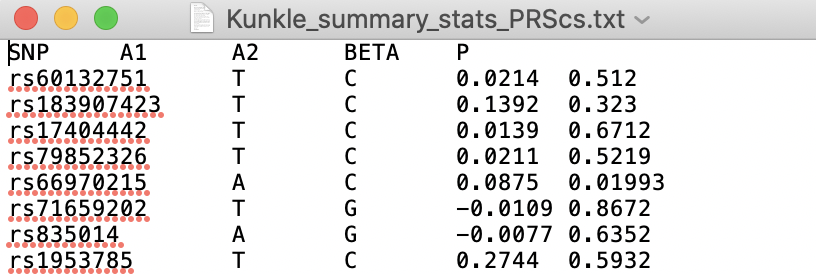 Kunkle_summary_stats_PRScs.txt
SNP A1 A2 BETA P
rs60132751 T C 0.0214 0.512
rs183907423 T C 0.1392 0.323
rs17404442 T C 0.0139 0.6712
rs79852326 T C 0.0211 0.5219
rs66970215 A C 0.0875 0.01993
rs71659202 T G -0.0109 0.8672
rs835014 A G -0.0077 0.6352
rs1953785 T C 0.2744 0.5932